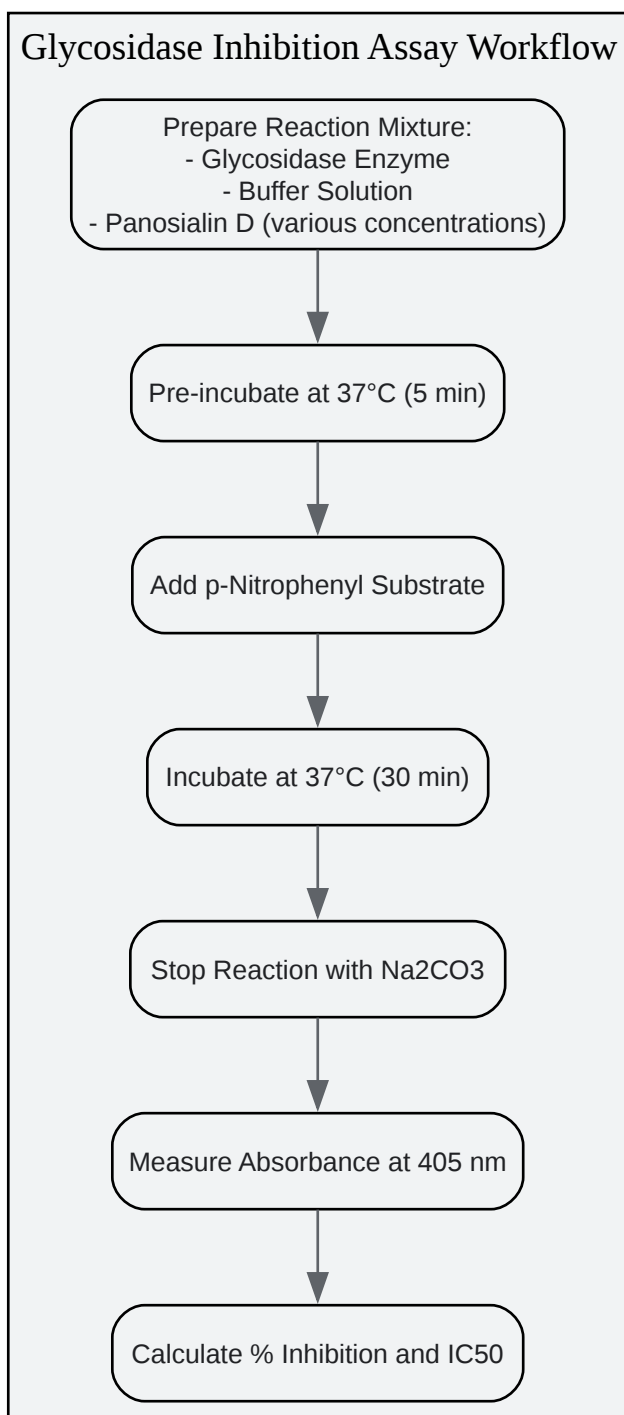 Glycosidase Inhibition Assay Workflow
Prepare Reaction Mixture:
- Glycosidase Enzyme
- Buffer Solution
- Panosialin D (various concentrations)
Pre-incubate at 37°C (5 min)
Add p-Nitrophenyl Substrate
Incubate at 37°C (30 min)
Stop Reaction with Na2CO3
Measure Absorbance at 405 nm
Calculate % Inhibition and IC50